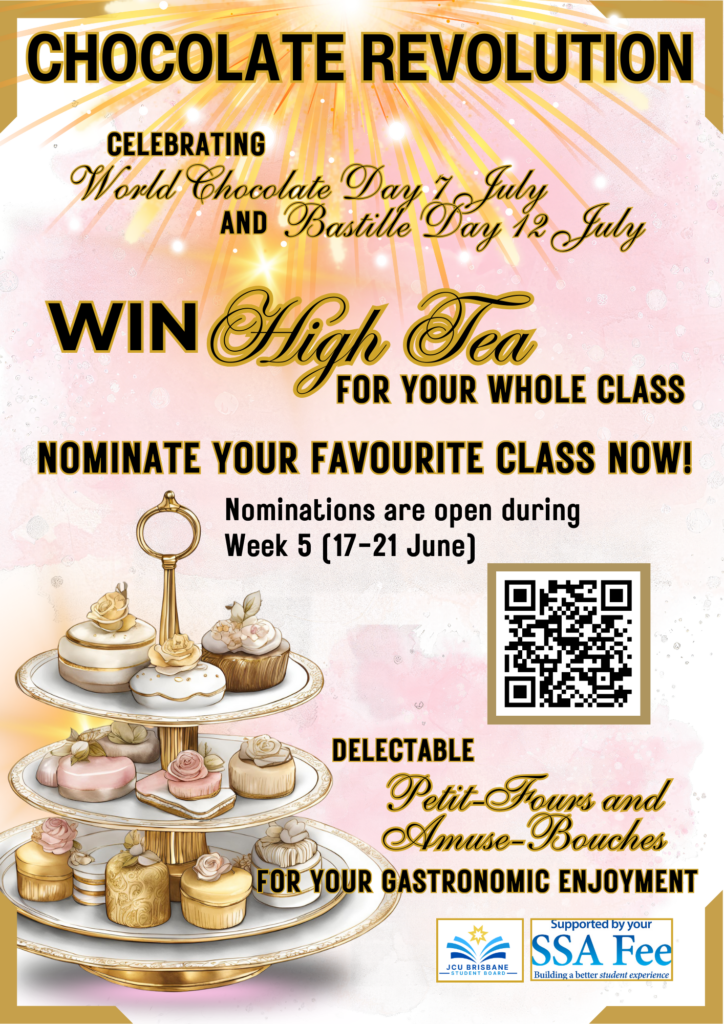 CHOCOLATE REVOLUTION
CELEBRATING
World Chocolate Day 7 July
AND Bastille Day 12 July
WIN High Tea
FOR YOUR WHOLE CLASS
NOMINATE YOUR FAVOURITE CLASS NOW!
Nominations are open during
Week 5 (17-21 June)
DELECTABLE
Petit-Fours and
Amuse-Bouches
FOR YOUR GASTRONOMIC ENJOYMENT
JCU BRISBANE
STUDENT BOARD
Supported by your
SSA Fee
Building a better student experience